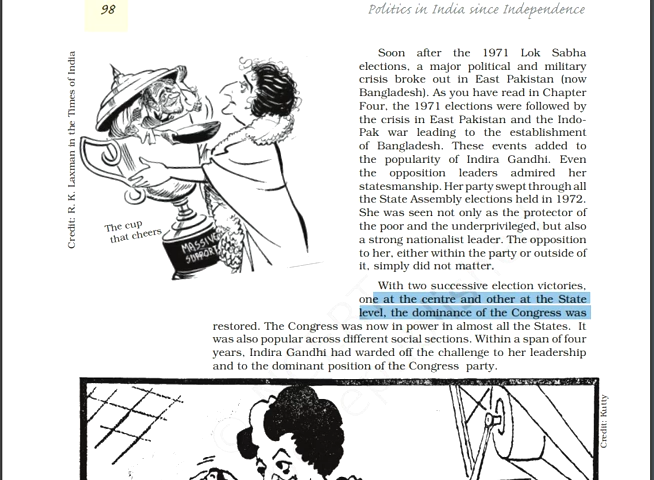 98
Politics in India since Independence
Credit: R. K. Laxman in the Times of India
The cup
that cheers
MASSIVE
SUPPORT
Soon after the 1971 Lok Sabha
elections, a major political and military
crisis broke out in East Pakistan (now
Bangladesh). As you have read in Chapter
Four, the 1971 elections were followed by
the crisis in East Pakistan and the Indo-
Pak war leading to the establishment
of Bangladesh. These events added to
the popularity of Indira Gandhi. Even
the opposition leaders admired her
statesmanship. Her party swept through all
the State Assembly elections held in 1972.
She was seen not only as the protector of
the poor and the underprivileged, but also
a strong nationalist leader. The opposition
to her, either within the party or outside of
it, simply did not matter.
With two successive election victories,
one at the centre and other at the State
level, the dominance of the Congress was
restored. The Congress was now in power in almost all the States. It
was also popular across different social sections. Within a span of four
years, Indira Gandhi had warded off the challenge to her leadership
and to the dominant position of the Congress party.
Credit: Kutty